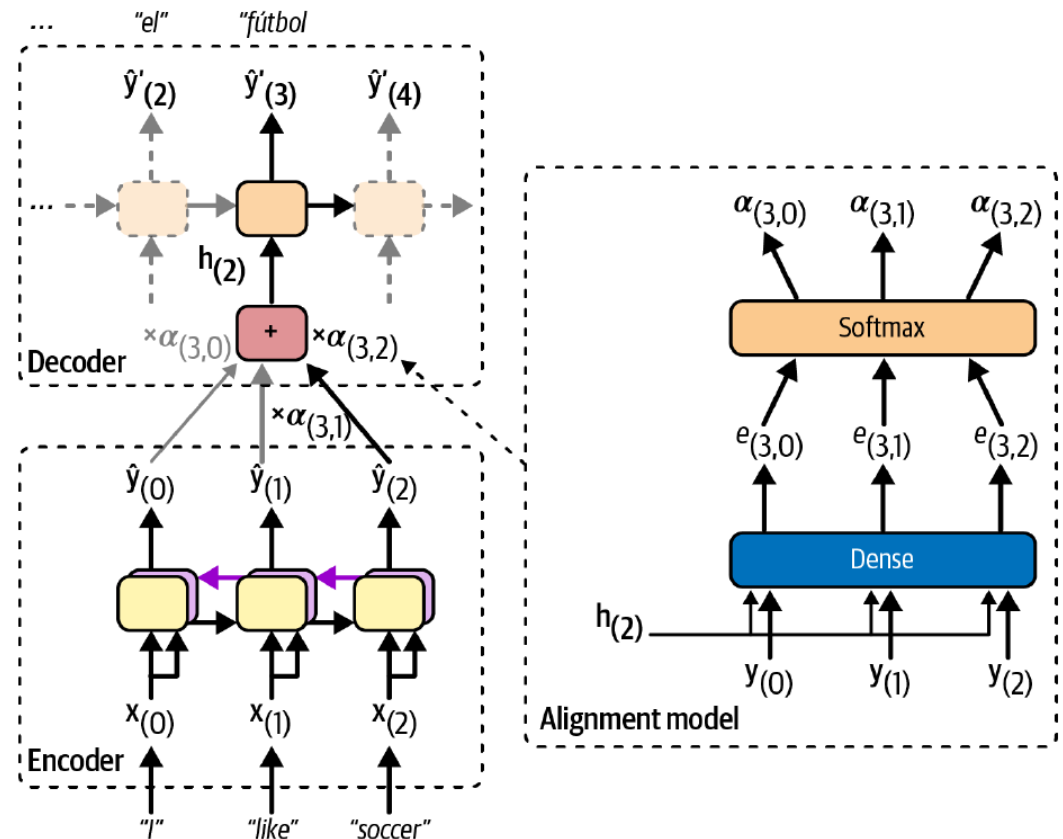 ... "el" "fútbol
ŷ'(2) ŷ'(3) ŷ'(4)
...
h(2)
+
×α(3,0) ×α(3,2)
Decoder
×α(3,1)
ŷ(0) ŷ(1) ŷ(2)
x(0) x(1) x(2)
Encoder
"I" "like" "soccer"
α(3,0) α(3,1) α(3,2)
Softmax
e(3,0) e(3,1) e(3,2)
Dense
h(2)
y(0) y(1) y(2)
Alignment model